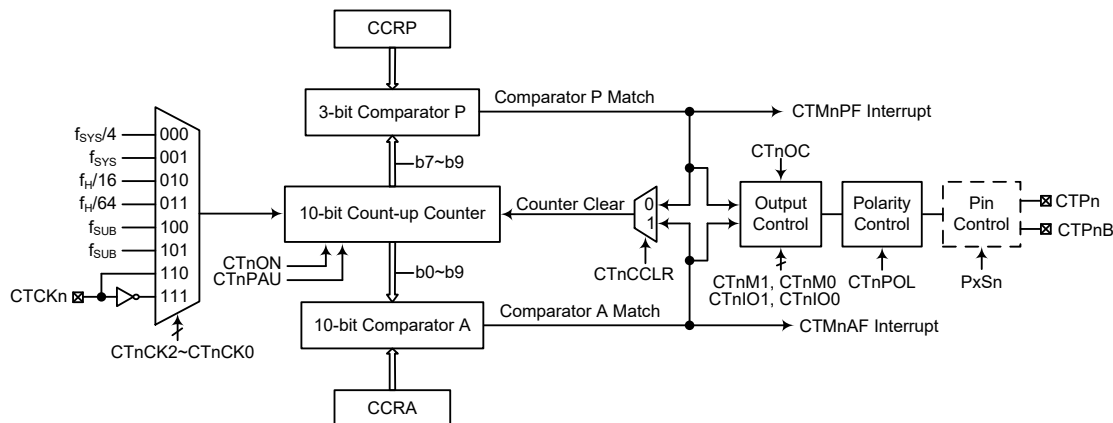 CCRP
3-bit Comparator P
Comparator P Match
CTMnPF Interrupt
b7~b9
fSYS/4
000
fSYS
001
fH/16
010
fH/64
011
fSUB
100
fSUB
101
110
111
CTCKn
CTnCK2~CTnCK0
10-bit Count-up Counter
Counter Clear
0
1
CTnCCLR
CTnON
CTnPAU
b0~b9
CTnOC
Output
Control
CTnM1, CTnM0
CTnIO1, CTnIO0
Polarity
Control
CTnPOL
Pin
Control
PxSn
CTPn
CTPnB
10-bit Comparator A
Comparator A Match
CTMnAF Interrupt
CCRA